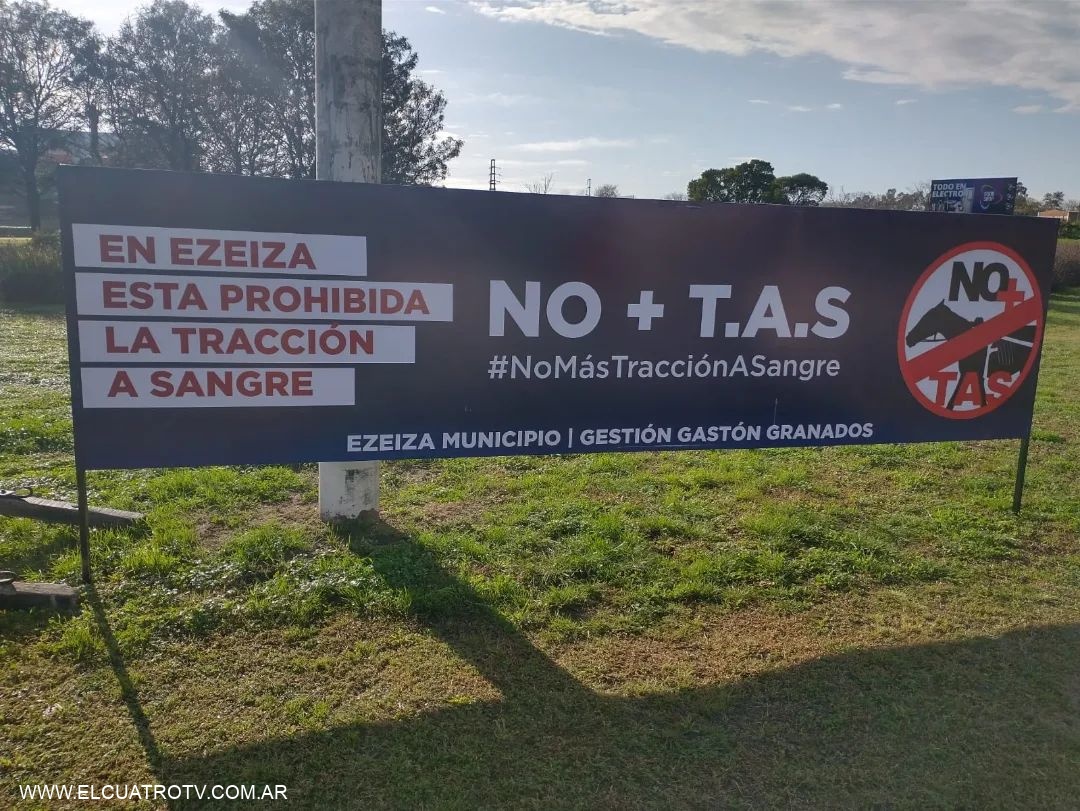 EN EZEIZA
ESTA PROHIBIDA
LA TRACCIÓN
A SANGRE
NO + T.A.S
#NoMásTracciónASangre
EZEIZA MUNICIPIO | GESTIÓN GASTÓN GRANADOS
NO+
TAS
TODO EN
ELECTRO
WWW.ELCUATROTV.COM.AR